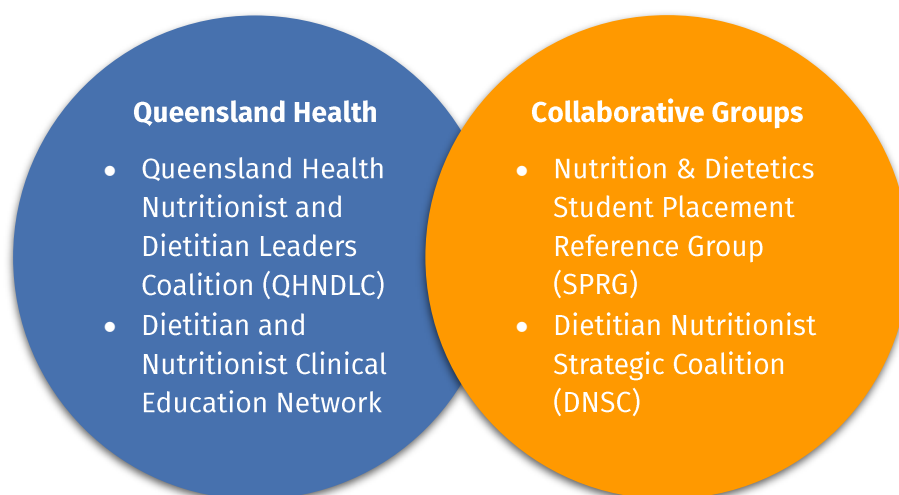 Queensland Health
• Queensland Health
Nutritionist and
Dietitian Leaders
Coalition (QHNDLC)
• Dietitian and
Nutritionist Clinical
Education Network
Collaborative Groups
• Nutrition & Dietetics
Student Placement
Reference Group
(SPRG)
• Dietitian Nutritionist
Strategic Coalition
(DNSC)